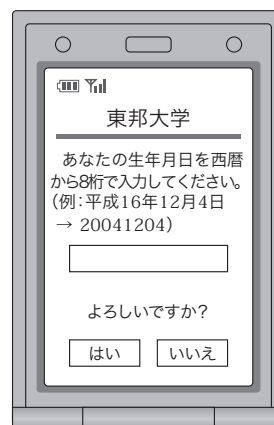 東邦大学
あなたの生年月日を西暦
から8桁で入力してください。
(例:平成16年12月4日
→ 20041204)
よろしいですか?
はい いいえ